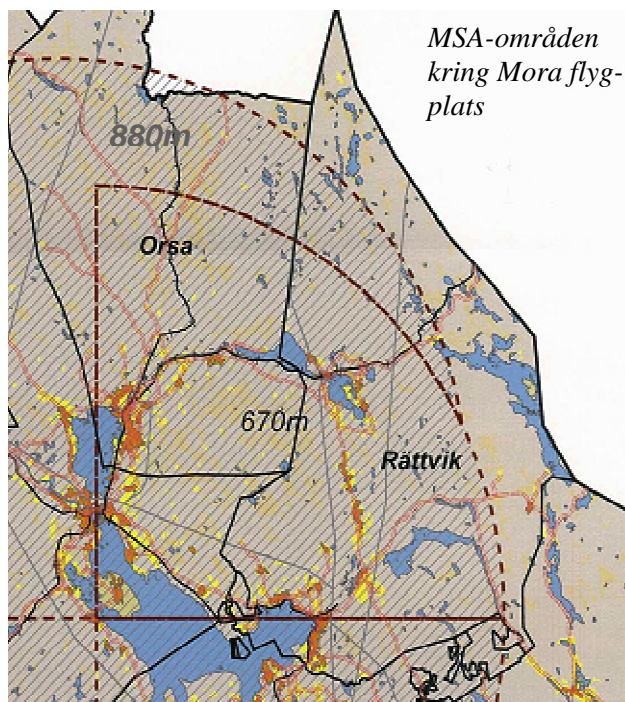 MSA-områden
kring Mora flyg-
plats
880m
Orsa
670m
Rättvik